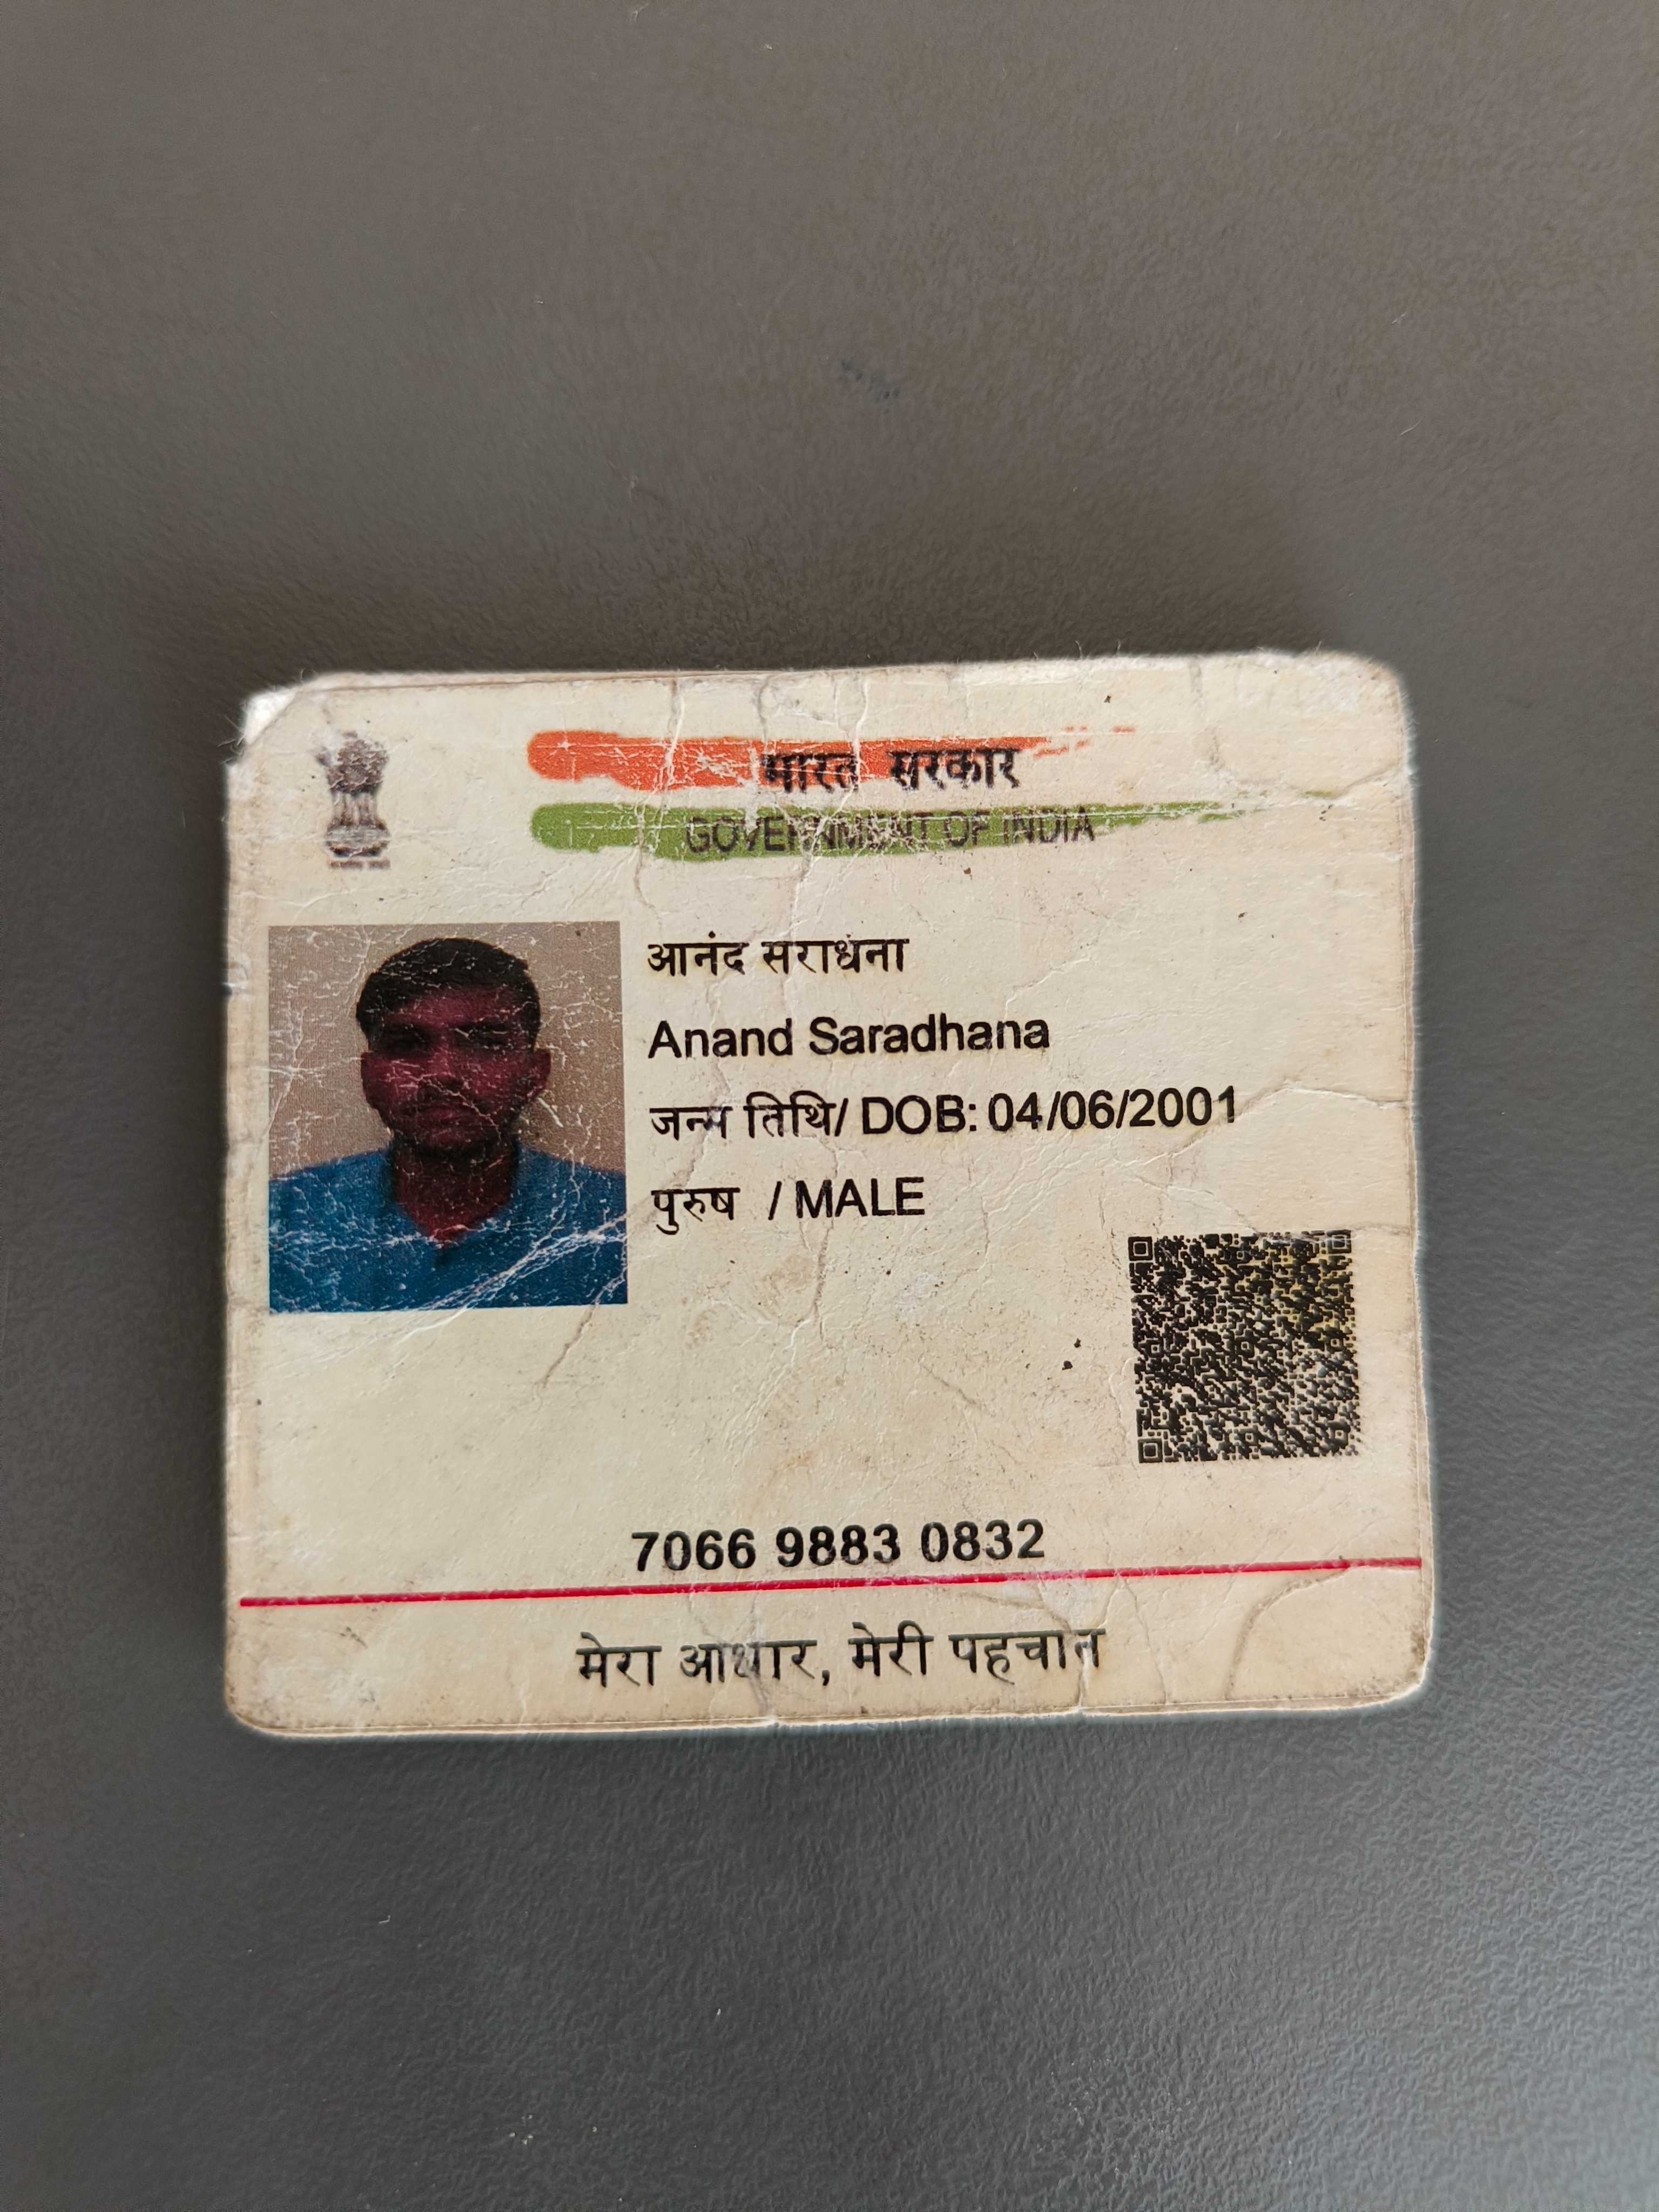 भारत सरकार
GOVERNMENT OF INDIA
आनंद सराधना
Anand Saradhana
जन्म तिथि/ DOB: 04/06/2001
पुरुष / MALE
7066 9883 0832
मेरा आधार, मेरी पहचान